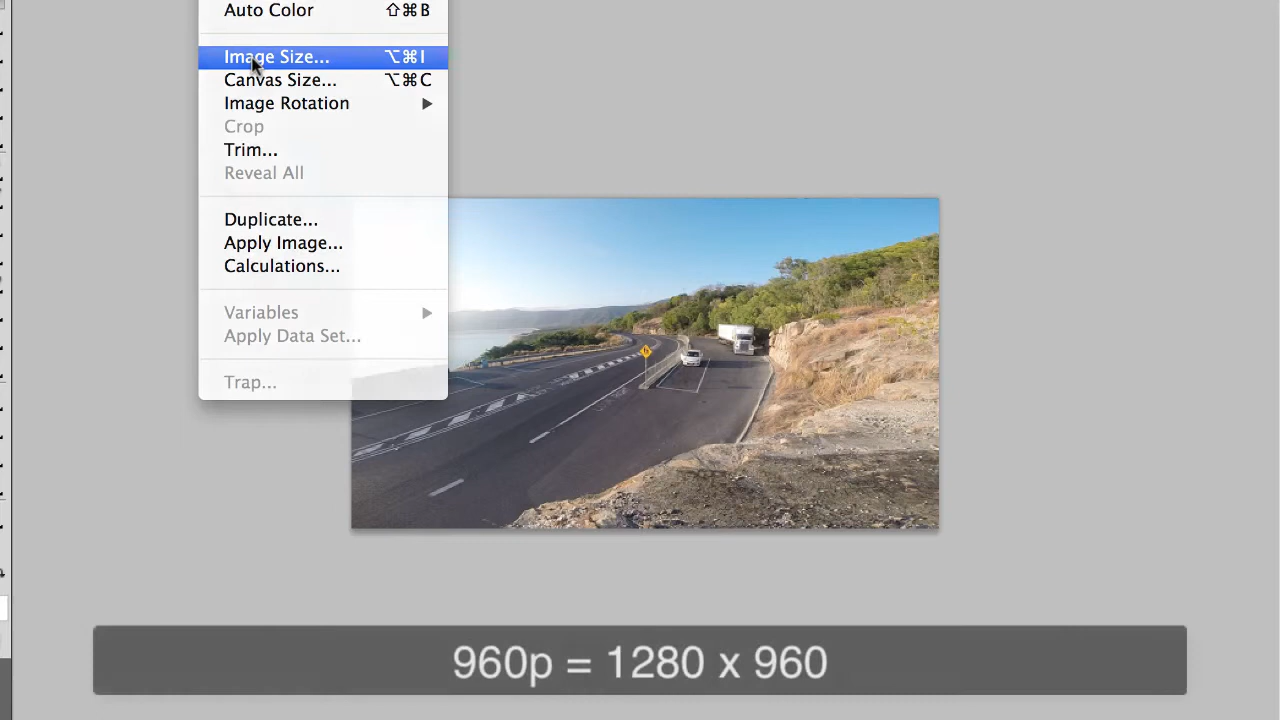 Auto Color ⇧⌘B
Image Size... ⌥⌘I
Canvas Size... ⌥⌘C
Image Rotation ▶
Crop
Trim...
Reveal All
Duplicate...
Apply Image...
Calculations...
Variables ▶
Apply Data Set...
Trap...
960p = 1280 x 960